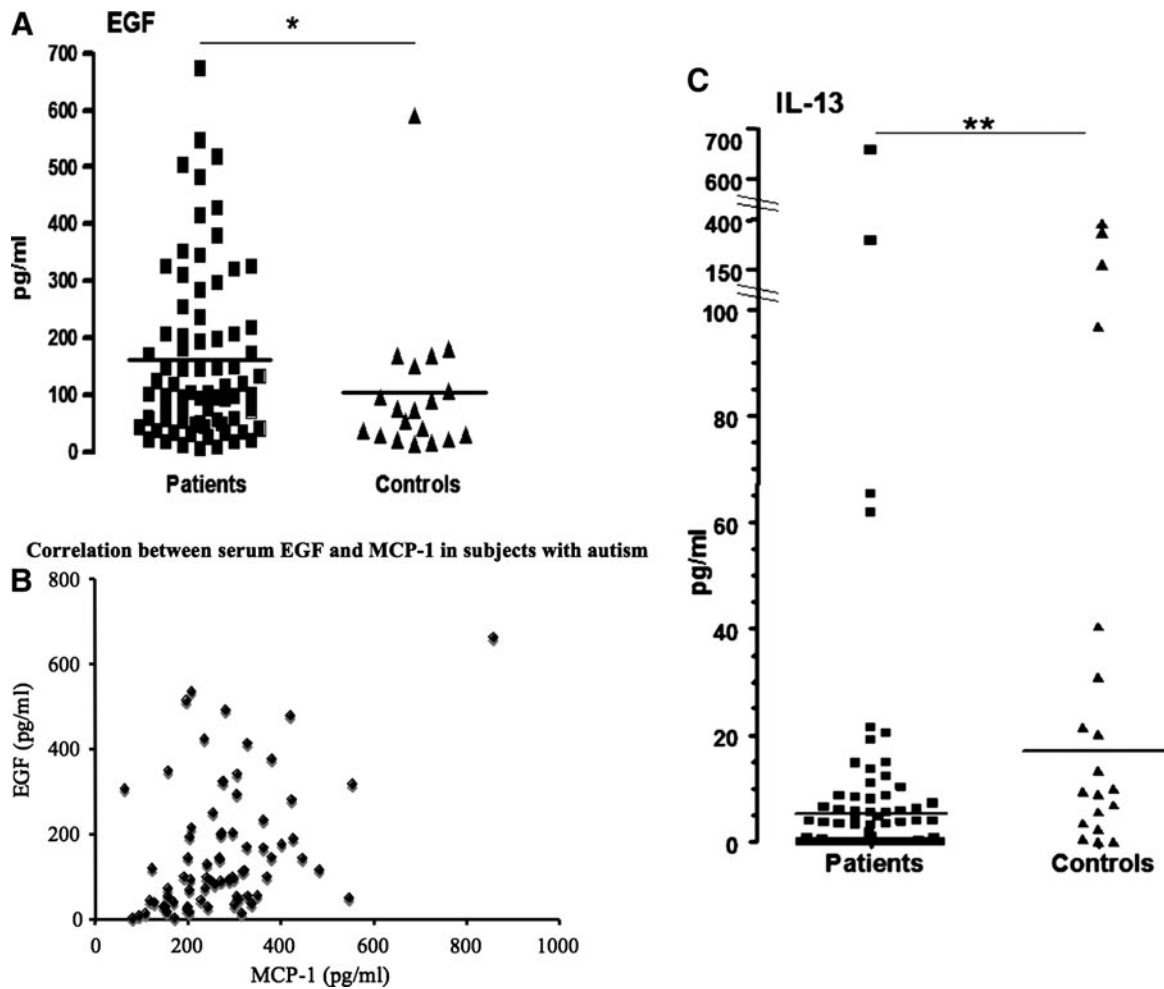 A
EGF
*
700
600
500
400
300
200
100
0
pg/ml
Patients
Controls
Correlation between serum EGF and MCP-1 in subjects with autism
B
800
600
400
200
0
EGF (pg/ml)
0 200 400 600 800 1000
MCP-1 (pg/ml)
C
IL-13
**
700
600
400
150
100
80
60
40
20
0
pg/ml
Patients
Controls